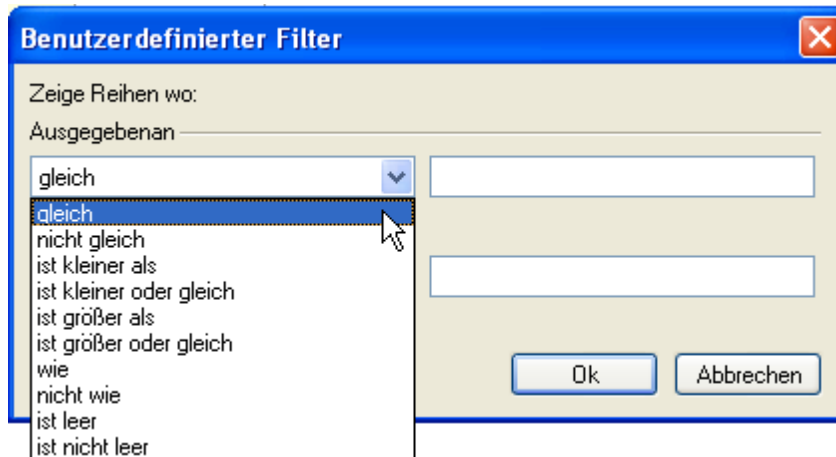 Benutzerdefinierter Filter
Zeige Reihen wo:
Ausgegebenan
gleich
gleich
nicht gleich
ist kleiner als
ist kleiner oder gleich
ist größer als
ist größer oder gleich
wie
nicht wie
ist leer
ist nicht leer
Ok Abbrechen